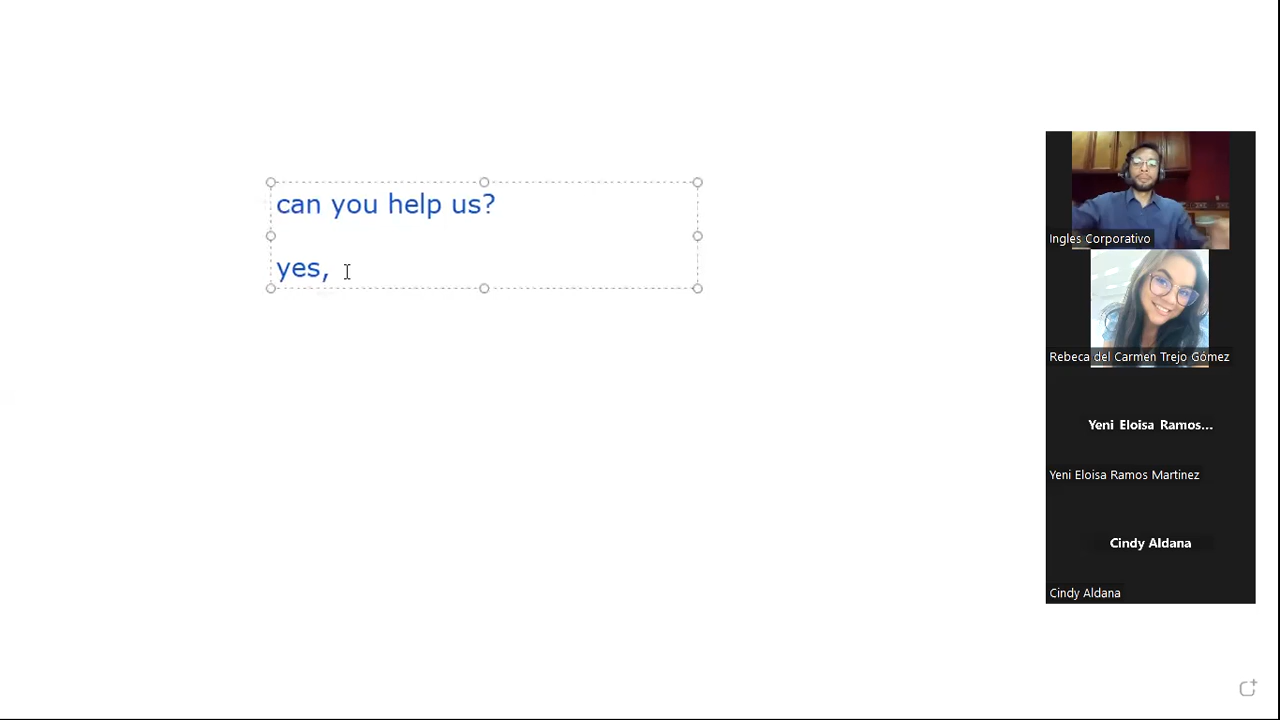 can you help us?
yes,
Ingles Corporativo
Rebeca del Carmen Trejo Gómez
Yeni Eloisa Ramos...
Yeni Eloisa Ramos Martinez
Cindy Aldana
Cindy Aldana